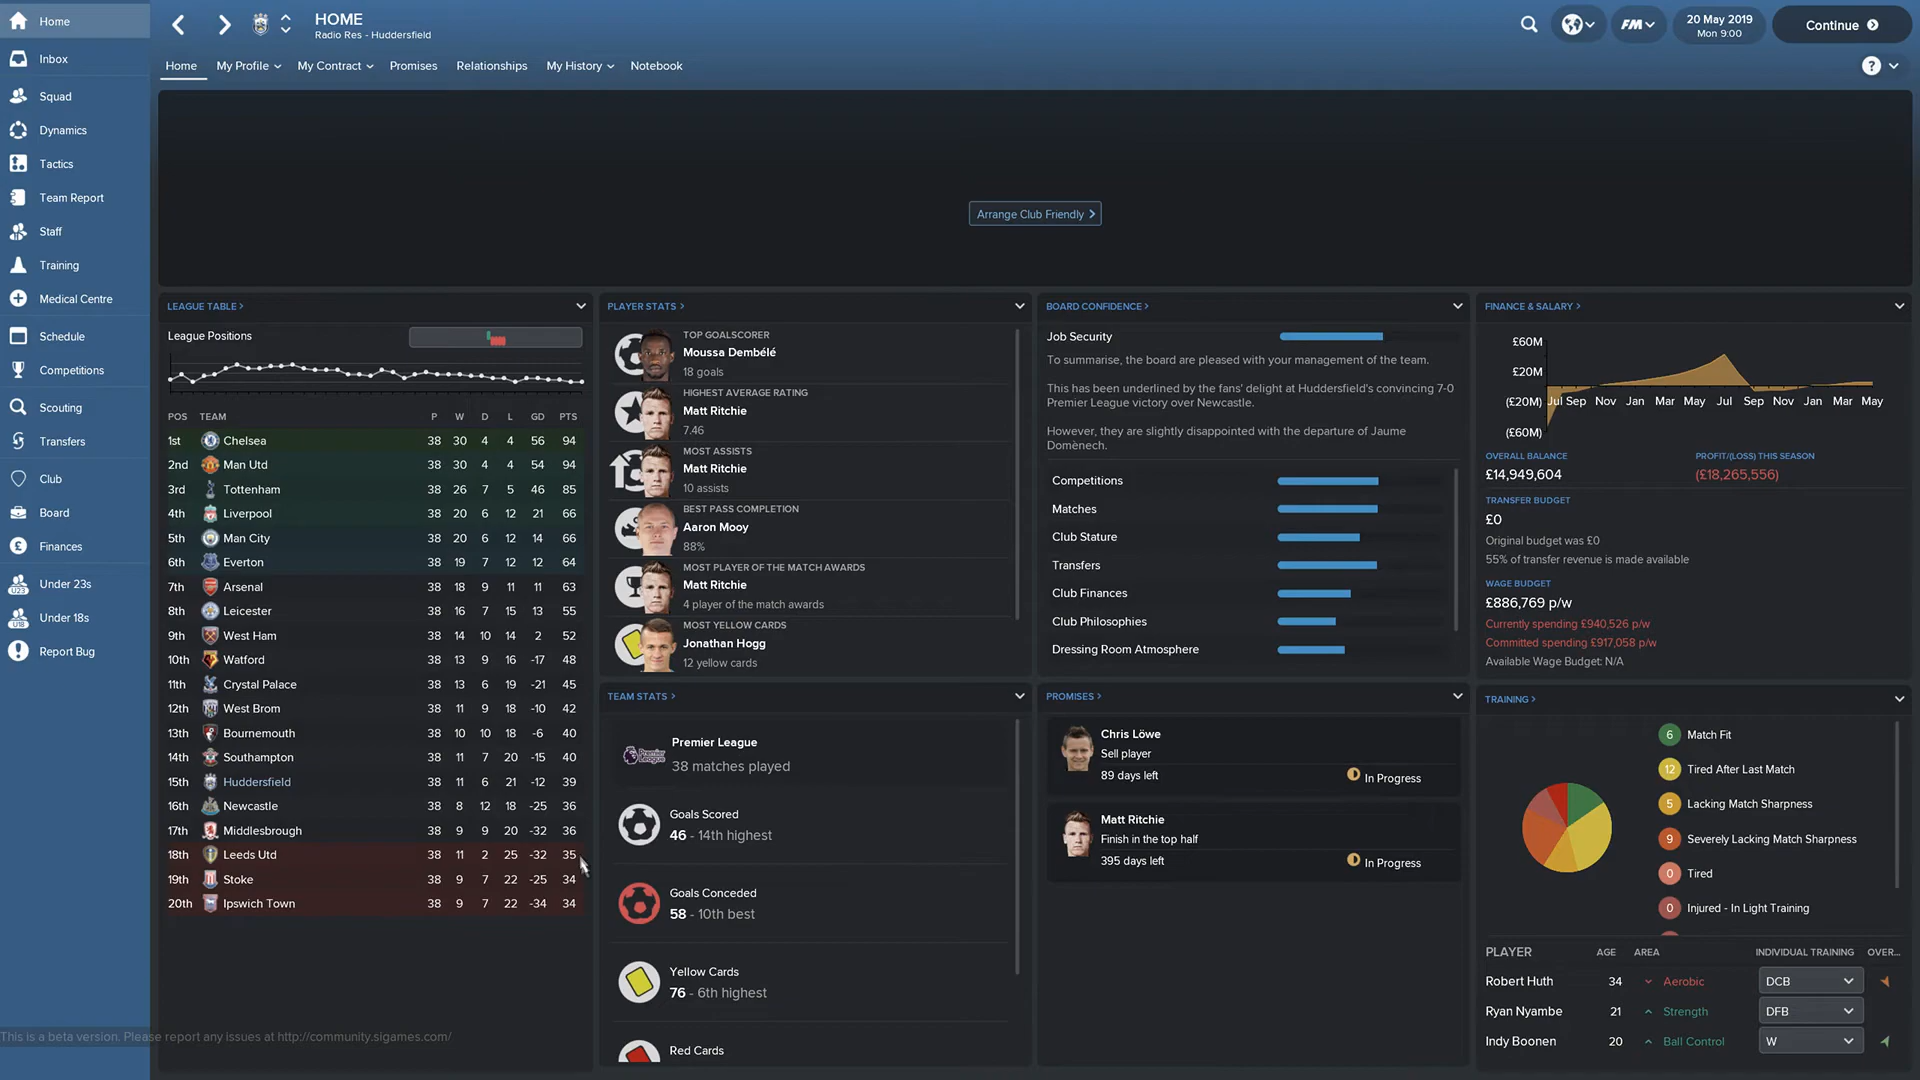 Home
Inbox
Squad
Dynamics
Tactics
Team Report
Staff
Training
Medical Centre
Schedule
Competitions
Scouting
Transfers
Club
Board
Finances
Under 23s
Under 18s
Report Bug
HOME
Radio Res - Huddersfield
FM
20 May 2019
Mon 9:00
Continue
Home My Profile My Contract Promises Relationships My History Notebook
?
Arrange Club Friendly >
LEAGUE TABLE >
League Positions
POS TEAM P W D L GD PTS
1st Chelsea 38 30 4 4 56 94
2nd Man Utd 38 30 4 4 54 94
3rd Tottenham 38 26 7 5 46 85
4th Liverpool 38 20 6 12 21 66
5th Man City 38 20 6 12 14 66
6th Everton 38 19 7 12 12 64
7th Arsenal 38 18 9 11 11 63
8th Leicester 38 16 7 15 13 55
9th West Ham 38 14 10 14 2 52
10th Watford 38 13 9 16 -17 48
11th Crystal Palace 38 13 6 19 -21 45
12th West Brom 38 11 9 18 -10 42
13th Bournemouth 38 10 10 18 -6 40
14th Southampton 38 11 7 20 -15 40
15th Huddersfield 38 11 6 21 -12 39
16th Newcastle 38 8 12 18 -25 36
17th Middlesbrough 38 9 9 20 -32 36
18th Leeds Utd 38 11 2 25 -32 35
19th Stoke 38 9 7 22 -25 34
20th Ipswich Town 38 9 7 22 -34 34
This is a beta version. Please report any issues at http://community.sigames.com/
PLAYER STATS >
TOP GOALSCORER
Moussa Dembélé
18 goals
HIGHEST AVERAGE RATING
Matt Ritchie
7.46
MOST ASSISTS
Matt Ritchie
10 assists
BEST PASS COMPLETION
Aaron Mooy
88%
MOST PLAYER OF THE MATCH AWARDS
Matt Ritchie
4 player of the match awards
MOST YELLOW CARDS
Jonathan Hogg
12 yellow cards
TEAM STATS >
Premier League
38 matches played
Goals Scored
46 - 14th highest
Goals Conceded
58 - 10th best
Yellow Cards
76 - 6th highest
Red Cards
BOARD CONFIDENCE >
Job Security
To summarise, the board are pleased with your management of the team.
This has been underlined by the fans' delight at Huddersfield's convincing 7-0
Premier League victory over Newcastle.
However, they are slightly disappointed with the departure of Jaume
Domènech.
Competitions
Matches
Club Stature
Transfers
Club Finances
Club Philosophies
Dressing Room Atmosphere
PROMISES >
Chris Löwe
Sell player
89 days left
In Progress
Matt Ritchie
Finish in the top half
395 days left
In Progress
FINANCE & SALARY >
£60M
£20M
(£20M)
(£60M)
Jul Sep Nov Jan Mar May Jul Sep Nov Jan Mar May
OVERALL BALANCE
£14,949,604
PROFIT/(LOSS) THIS SEASON
(£18,265,556)
TRANSFER BUDGET
£0
Original budget was £0
55% of transfer revenue is made available
WAGE BUDGET
£886,769 p/w
Currently spending £940,526 p/w
Committed spending £917,058 p/w
Available Wage Budget: N/A
TRAINING >
6 Match Fit
12 Tired After Last Match
5 Lacking Match Sharpness
9 Severely Lacking Match Sharpness
0 Tired
0 Injured - In Light Training
PLAYER AGE AREA INDIVIDUAL TRAINING OVER...
Robert Huth 34 Aerobic DCB
Ryan Nyambe 21 Strength DFB
Indy Boonen 20 Ball Control W